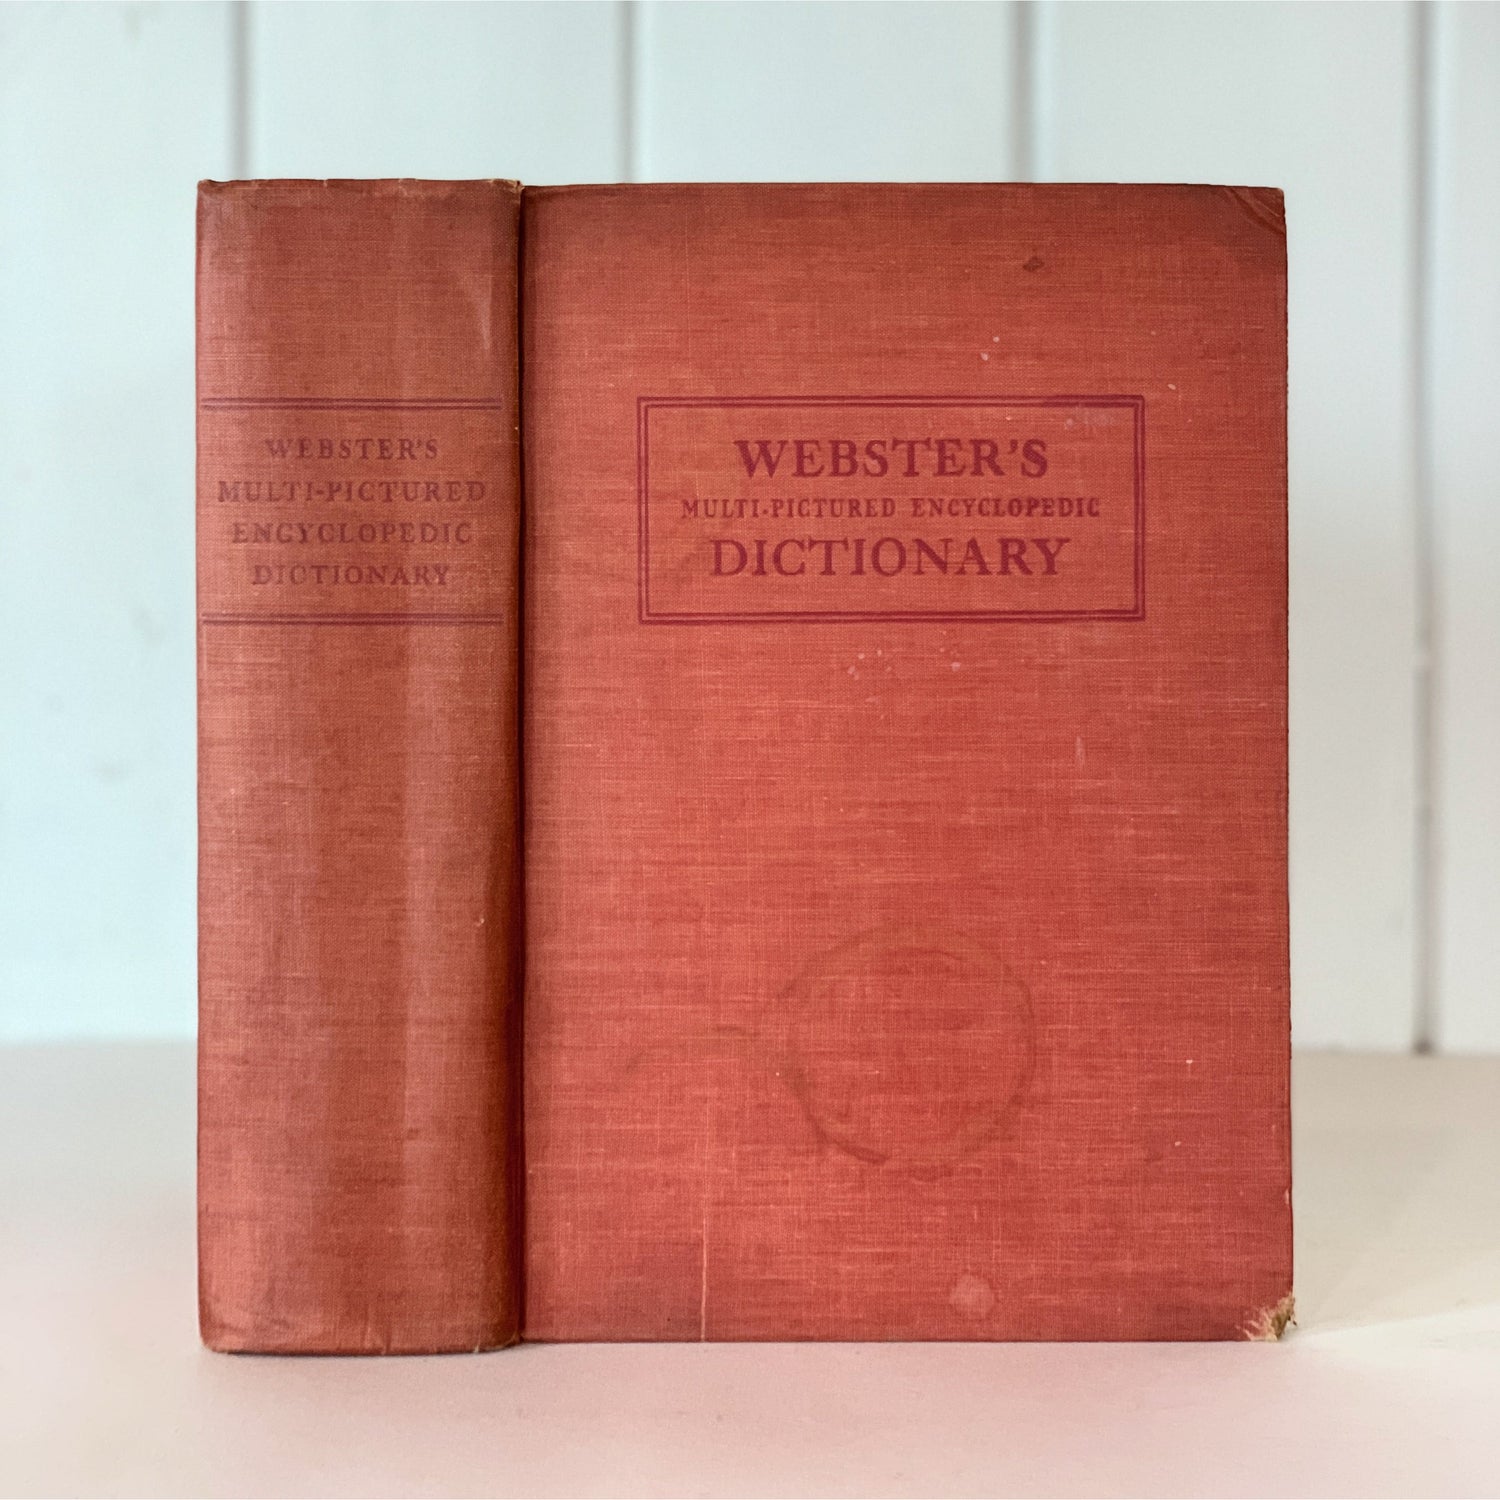 WEBSTER'S
MULTI-PICTURED
ENCYCLOPEDIC
DICTIONARY
WEBSTER'S
MULTI-PICTURED ENCYCLOPEDIC
DICTIONARY